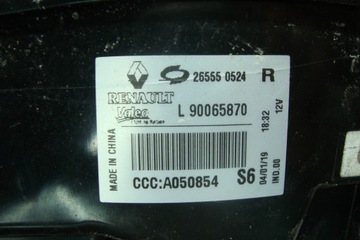 26555 0524 R
RENAULT
Valeo L 90065870
MADE IN CHINA
CCC:A050854 S6
04/01/19 18:32
IND.00 12V